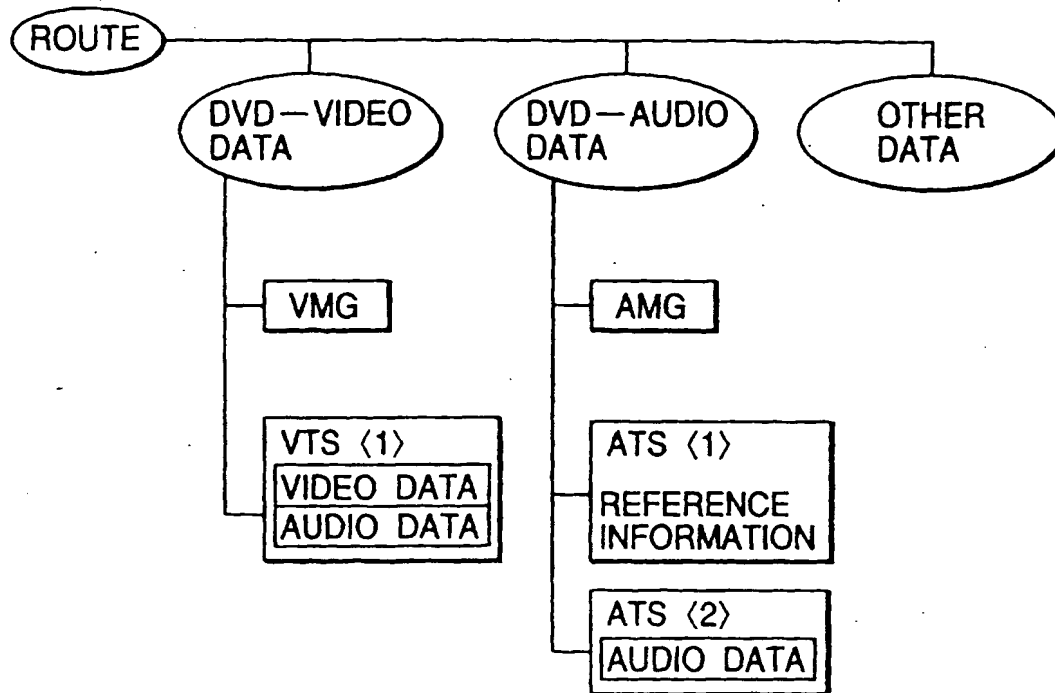 ROUTE
DVD—VIDEO
DATA
DVD—AUDIO
DATA
OTHER
DATA
VMG
AMG
VTS 〈1〉
VIDEO DATA
AUDIO DATA
ATS 〈1〉
REFERENCE
INFORMATION
ATS 〈2〉
AUDIO DATA